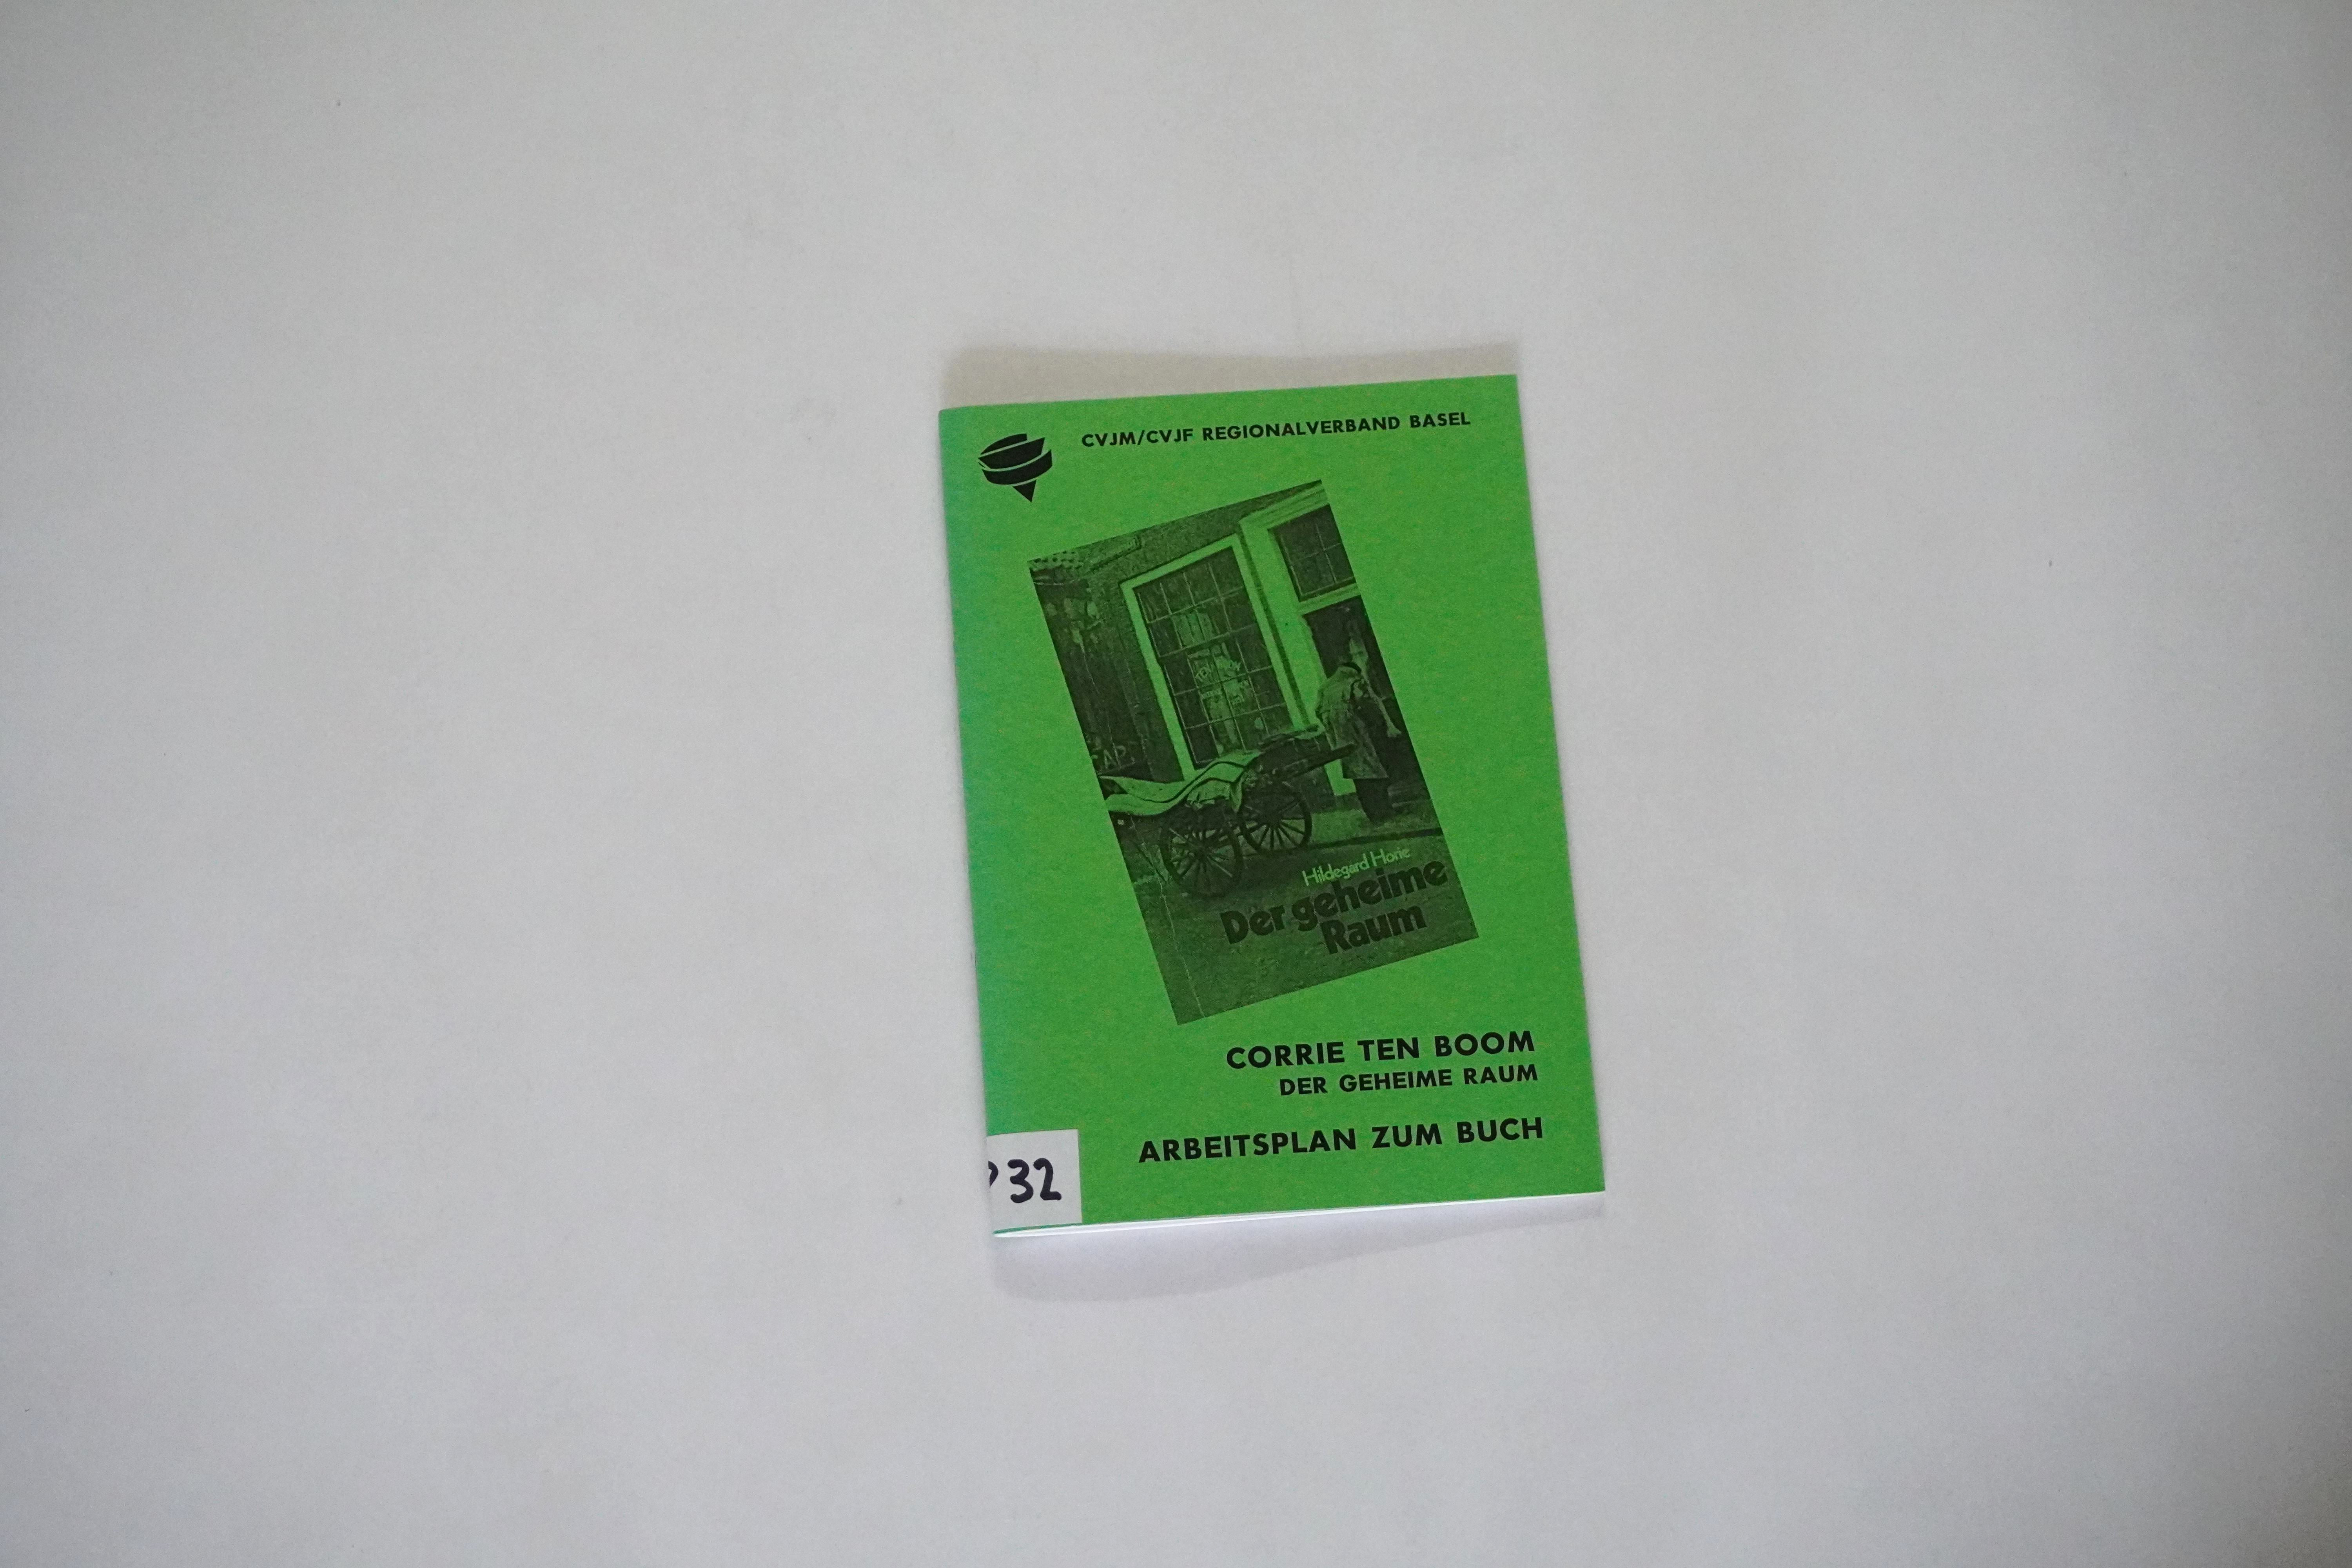 CVJM/CVJF REGIONALVERBAND BASEL
Hildegard Horie
Der geheime
Raum
CORRIE TEN BOOM
DER GEHEIME RAUM
ARBEITSPLAN ZUM BUCH
32